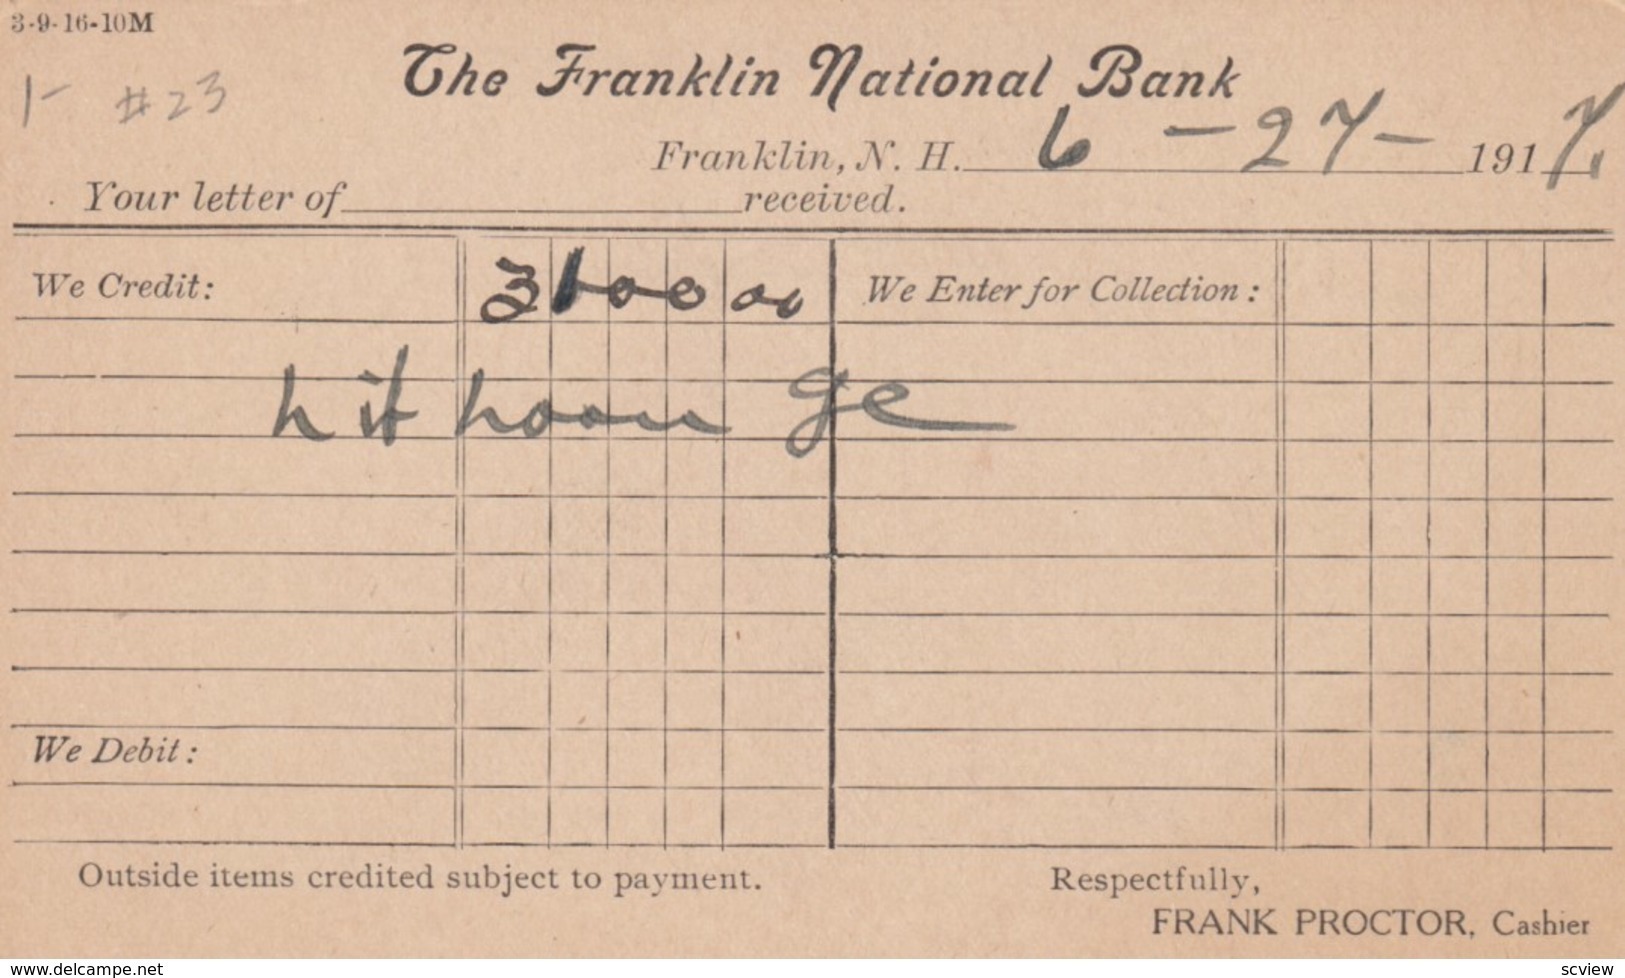 3-9-16-10M
1- #23
The Franklin National Bank
Franklin, N. H. 6 - 27 - 1917.
Your letter of received.
We Credit: We Enter for Collection:
We Debit:
Outside items credited subject to payment. Respectfully,
FRANK PROCTOR, Cashier
www.delcampe.net scview